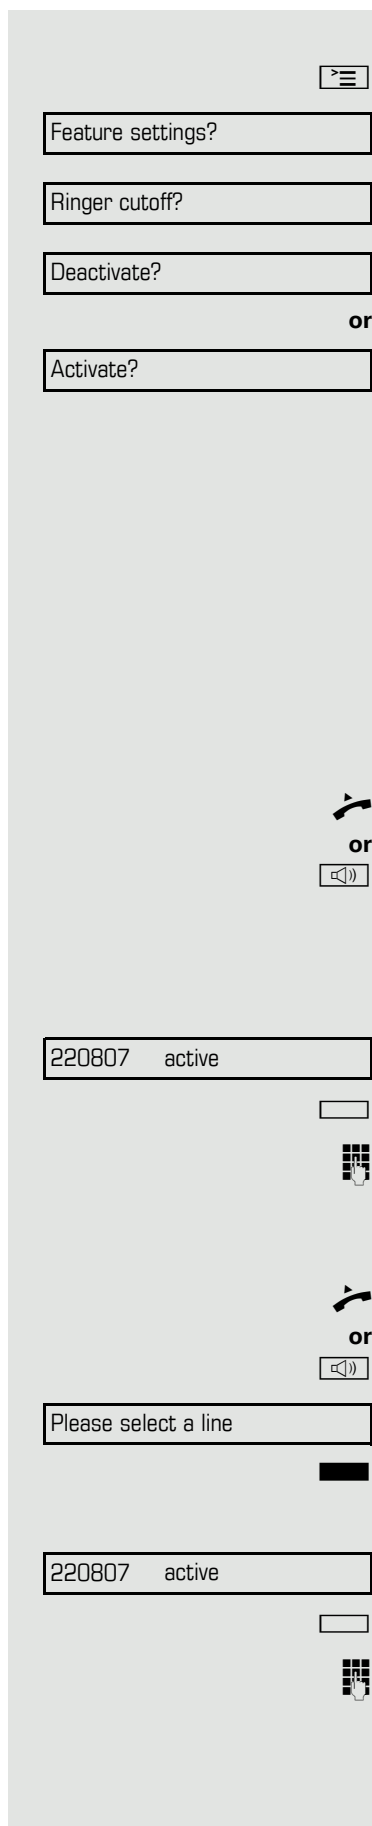 Feature settings?
Ringer cutoff?
Deactivate?
or
Activate?
or
220807 active
or
Please select a line
220807 active